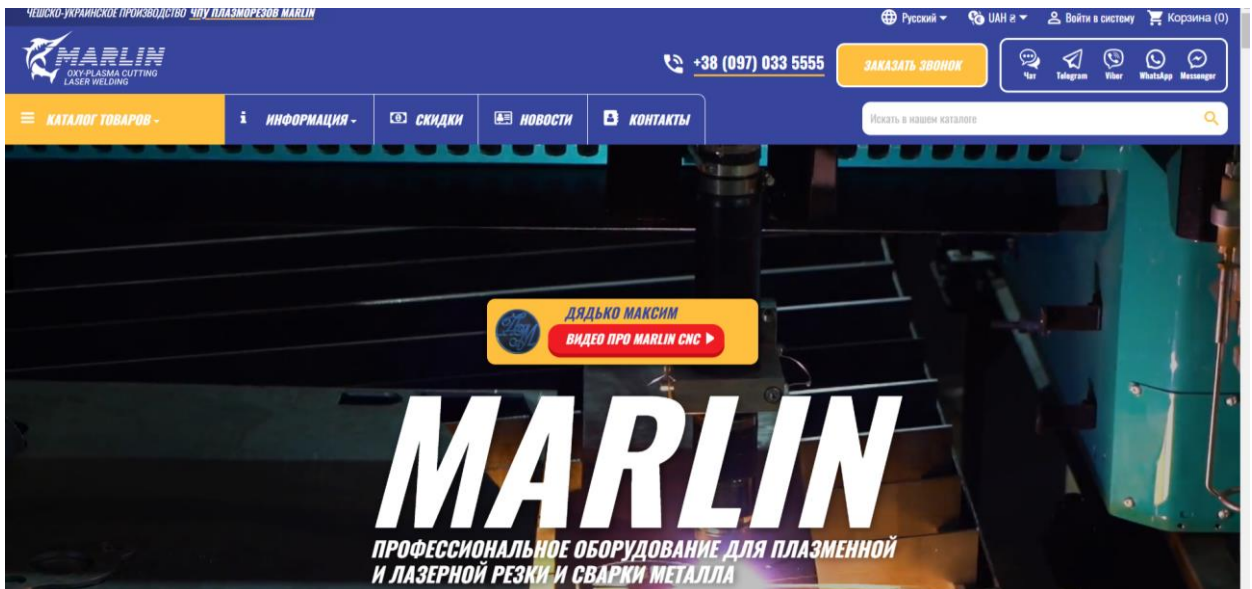 ЧЕШСКО-УКРАИНСКОЕ ПРОИЗВОДСТВО ЧПУ ПЛАЗМОРЕЗОВ MARLIN
Русский
UAH ₴
Войти в систему
Корзина (0)
MARLIN
OXY-PLASMA CUTTING
LASER WELDING
+38 (097) 033 5555
ЗАКАЗАТЬ ЗВОНОК
Чат
Telegram
Viber
WhatsApp
Messenger
КАТАЛОГ ТОВАРОВ
ИНФОРМАЦИЯ
СКИДКИ
НОВОСТИ
КОНТАКТЫ
Искать в нашем каталоге
ДЯДЬКО МАКСИМ
ВИДЕО ПРО MARLIN CNC
MARLIN
ПРОФЕССИОНАЛЬНОЕ ОБОРУДОВАНИЕ ДЛЯ ПЛАЗМЕННОЙ
И ЛАЗЕРНОЙ РЕЗКИ И СВАРКИ МЕТАЛЛА